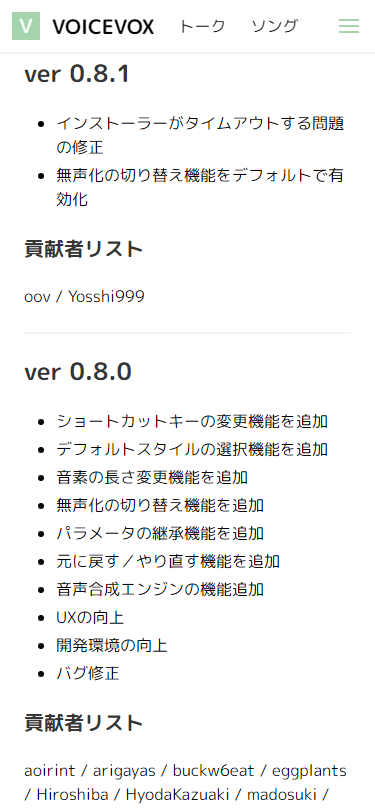 V VOICEVOX トーク ソング
ver 0.8.1
インストーラーがタイムアウトする問題
の修正
無声化の切り替え機能をデフォルトで有
効化
貢献者リスト
oov / Yosshi999
ver 0.8.0
ショートカットキーの変更機能を追加
デフォルトスタイルの選択機能を追加
音素の長さ変更機能を追加
無声化の切り替え機能を追加
パラメータの継承機能を追加
元に戻す／やり直す機能を追加
音声合成エンジンの機能追加
UXの向上
開発環境の向上
バグ修正
貢献者リスト
aoirint / arigayas / buckw6eat / eggplants
/ Hiroshiba / HyodaKazuaki / madosuki /